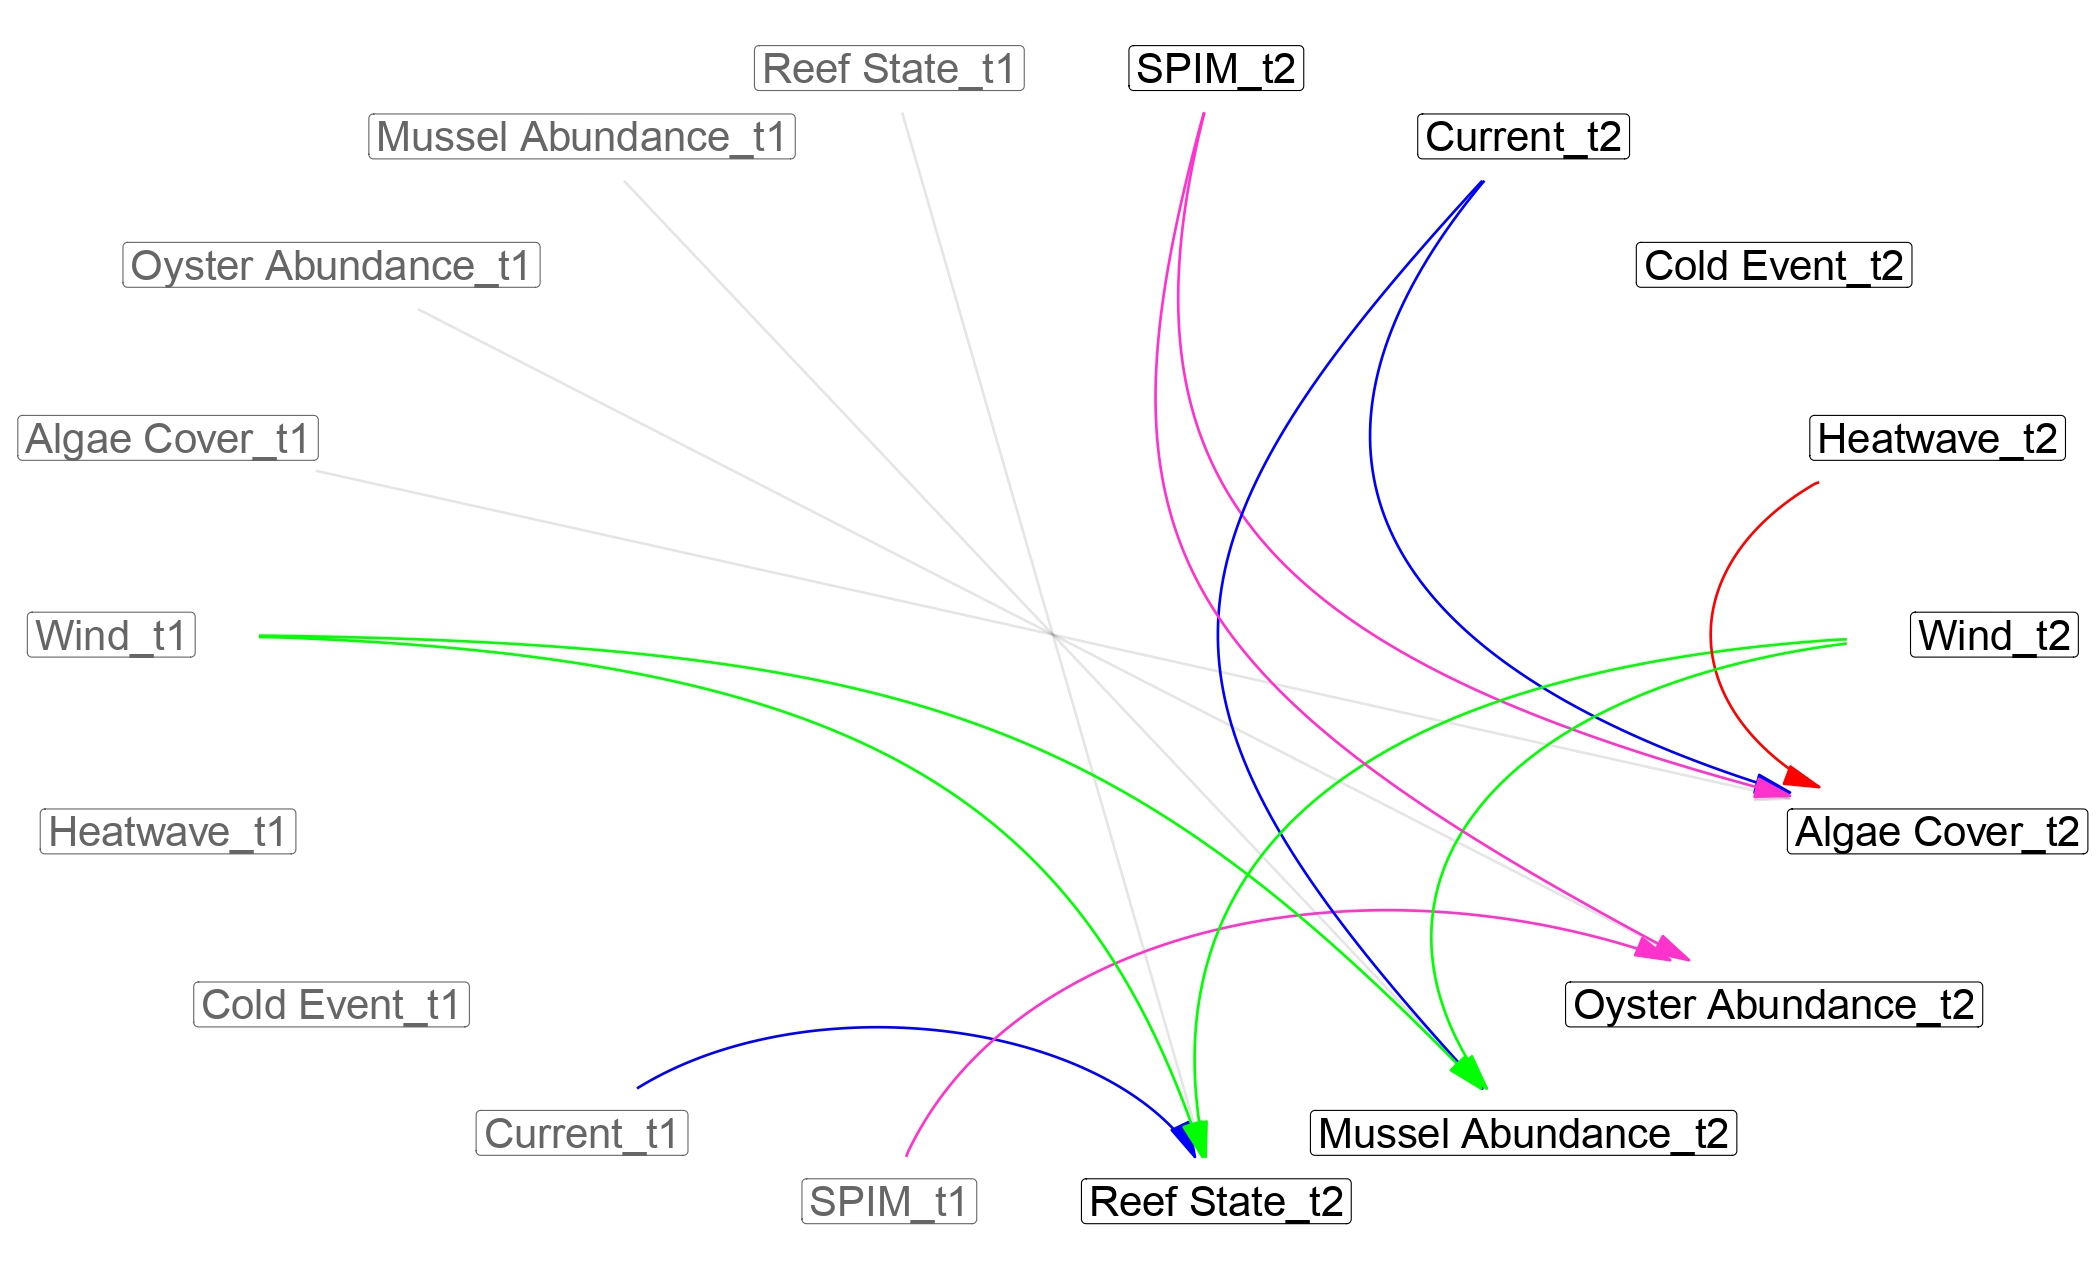 Reef State_t1
SPIM_t2
Mussel Abundance_t1
Current_t2
Oyster Abundance_t1
Cold Event_t2
Algae Cover_t1
Heatwave_t2
Wind_t1
Wind_t2
Heatwave_t1
Algae Cover_t2
Cold Event_t1
Oyster Abundance_t2
Current_t1
Mussel Abundance_t2
SPIM_t1
Reef State_t2